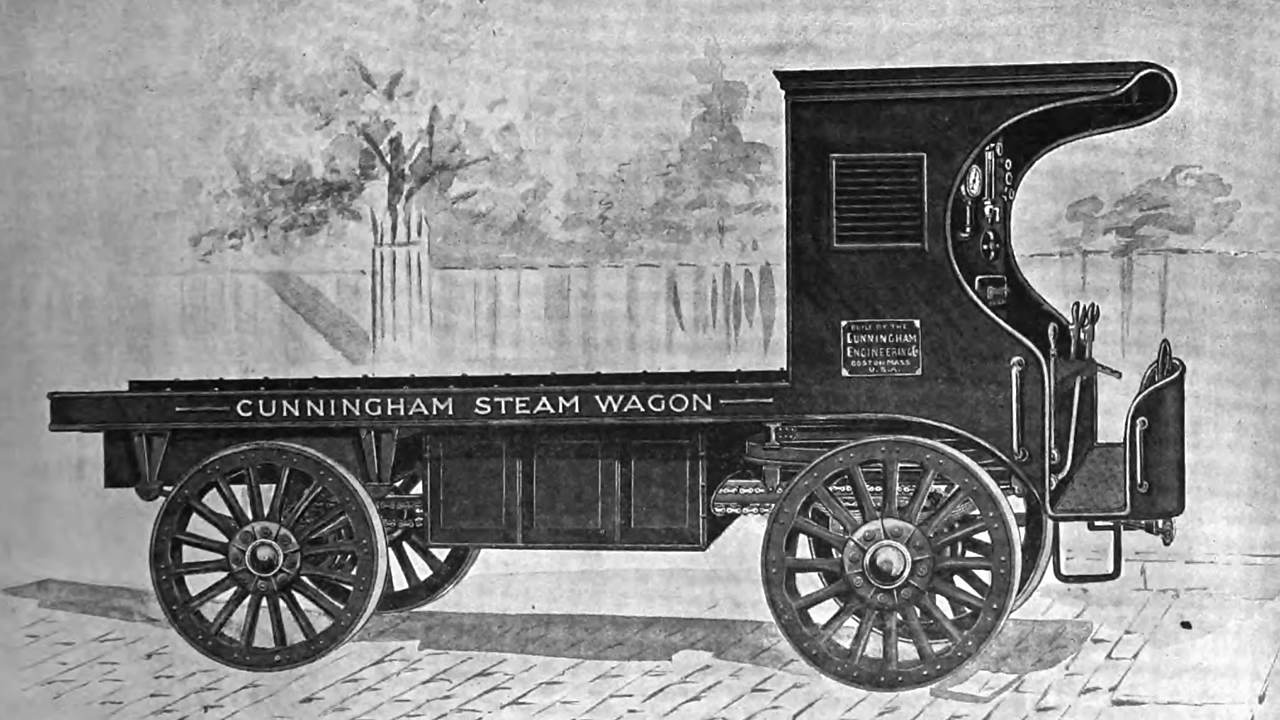 CUNNINGHAM STEAM WAGON
BUILT BY THE
CUNNINGHAM
ENGINEERING Co
BOSTON MASS
U.S.A.